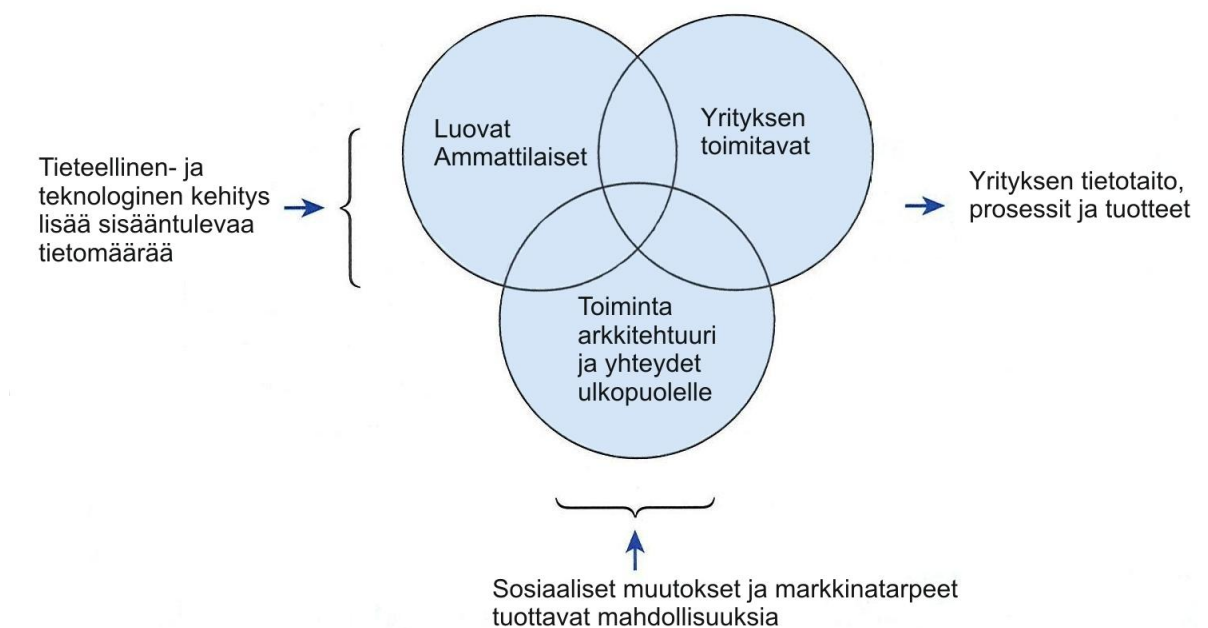 Luovat
Ammattilaiset
Yrityksen
toimitavat
Tieteellinen- ja
teknologinen kehitys
lisää sisääntulevaa
tietomäärää
Yrityksen tietotaito,
prosessit ja tuotteet
Toiminta
arkkitehtuuri
ja yhteydet
ulkopuolelle
Sosiaaliset muutokset ja markkinatarpeet
tuottavat mahdollisuuksia